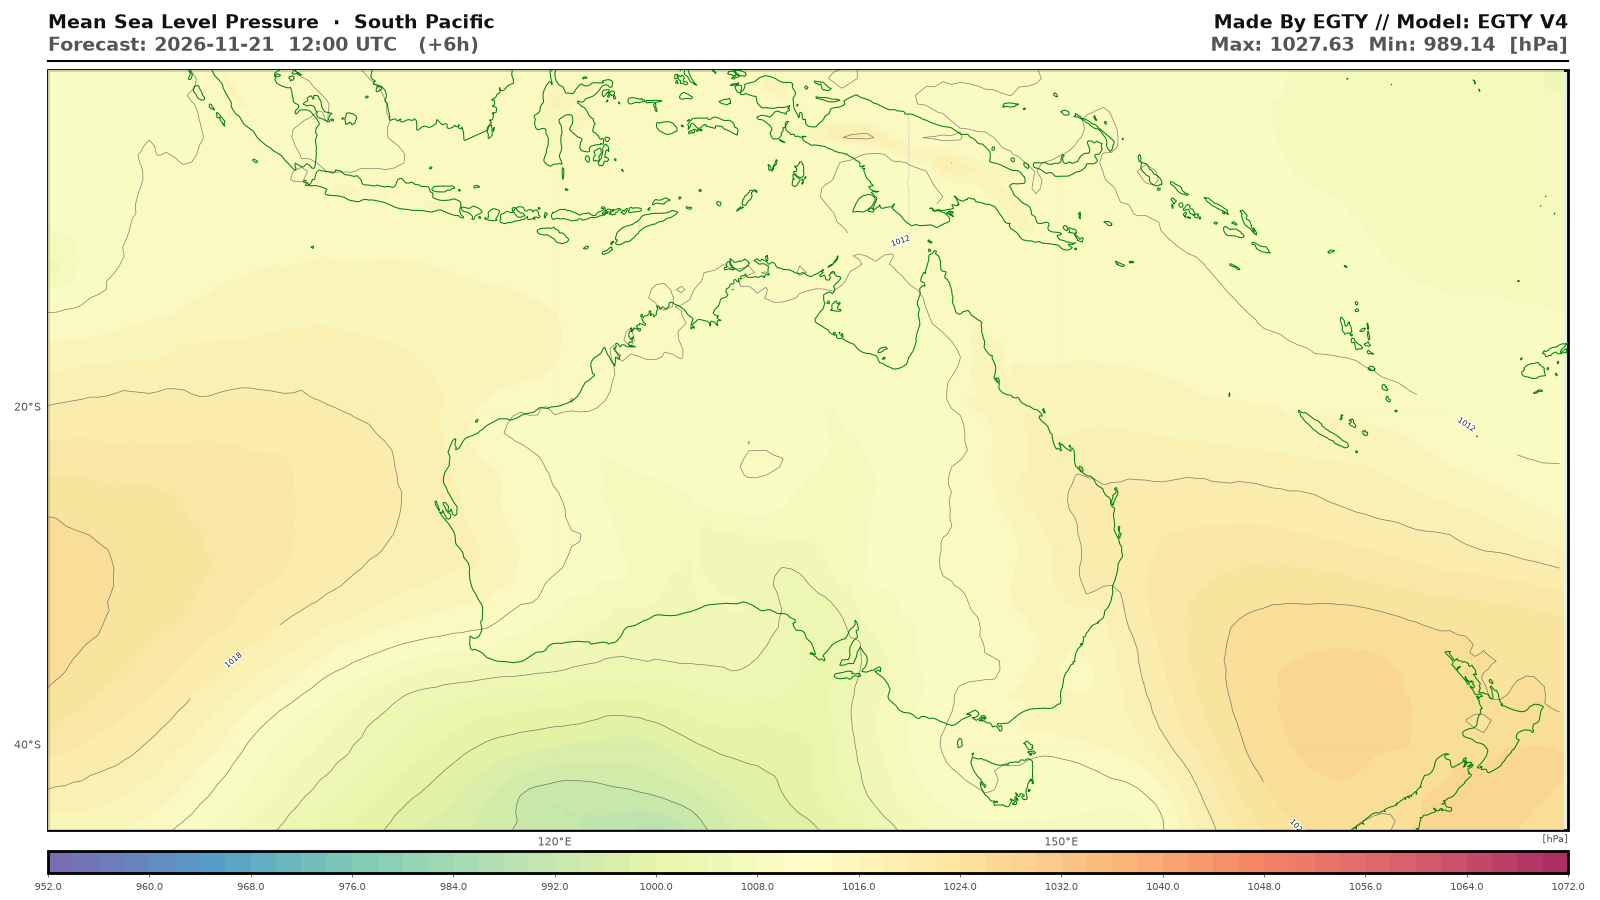 Mean Sea Level Pressure · South Pacific
Made By EGTY // Model: EGTY V4
Forecast: 2026-11-21 12:00 UTC (+6h)
Max: 1027.63 Min: 989.14 [hPa]
1012
20°S
1012
1018
40°S
102
120°E
150°E
[hPa]
952.0 960.0 968.0 976.0 984.0 992.0 1000.0 1008.0 1016.0 1024.0 1032.0 1040.0 1048.0 1056.0 1064.0 1072.0